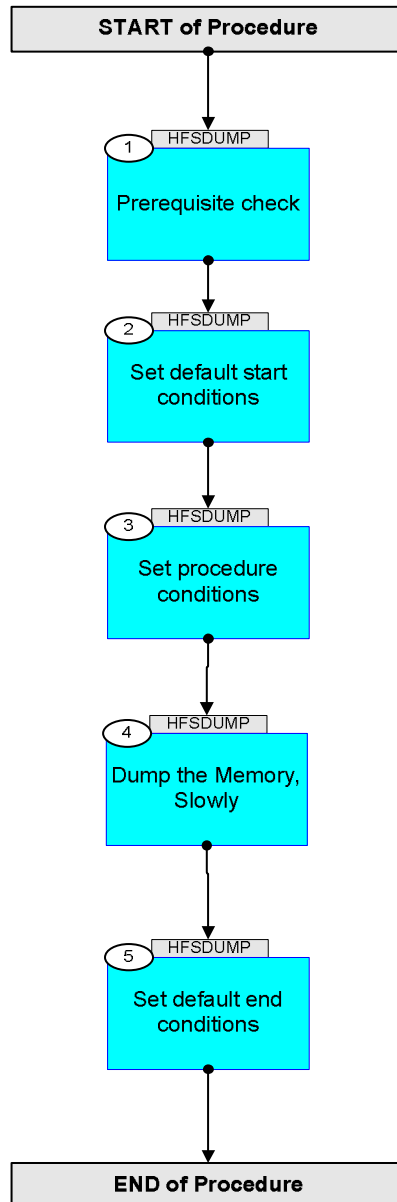 START of Procedure
HFSDUMP
1
Prerequisite check
HFSDUMP
2
Set default start
conditions
HFSDUMP
3
Set procedure
conditions
HFSDUMP
4
Dump the Memory,
Slowly
HFSDUMP
5
Set default end
conditions
END of Procedure